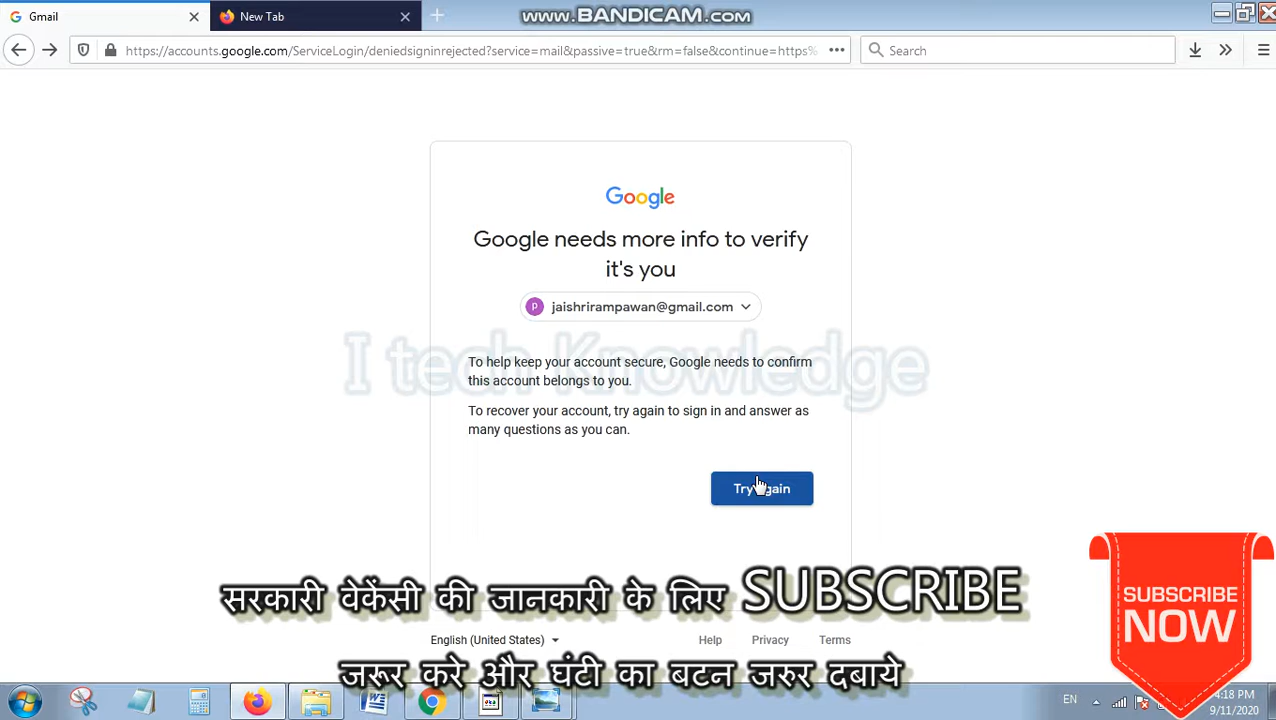 Gmail
New Tab
www.BANDICAM.com
https://accounts.google.com/ServiceLogin/deniedsigninrejected?service=mail&passive=true&rm=false&continue=https%
Search
Google
Google needs more info to verify
it's you
p
jaishrirampawan@gmail.com
I tech Knowledge
To help keep your account secure, Google needs to confirm
this account belongs to you.
To recover your account, try again to sign in and answer as
many questions as you can.
Try again
सरकारी वेकेंसी की जानकारी के लिए SUBSCRIBE
जरूर करे और घंटी का बटन जरुर दबाये
SUBSCRIBE
NOW
English (United States)
Help
Privacy
Terms
EN
4:18 PM
9/11/2020